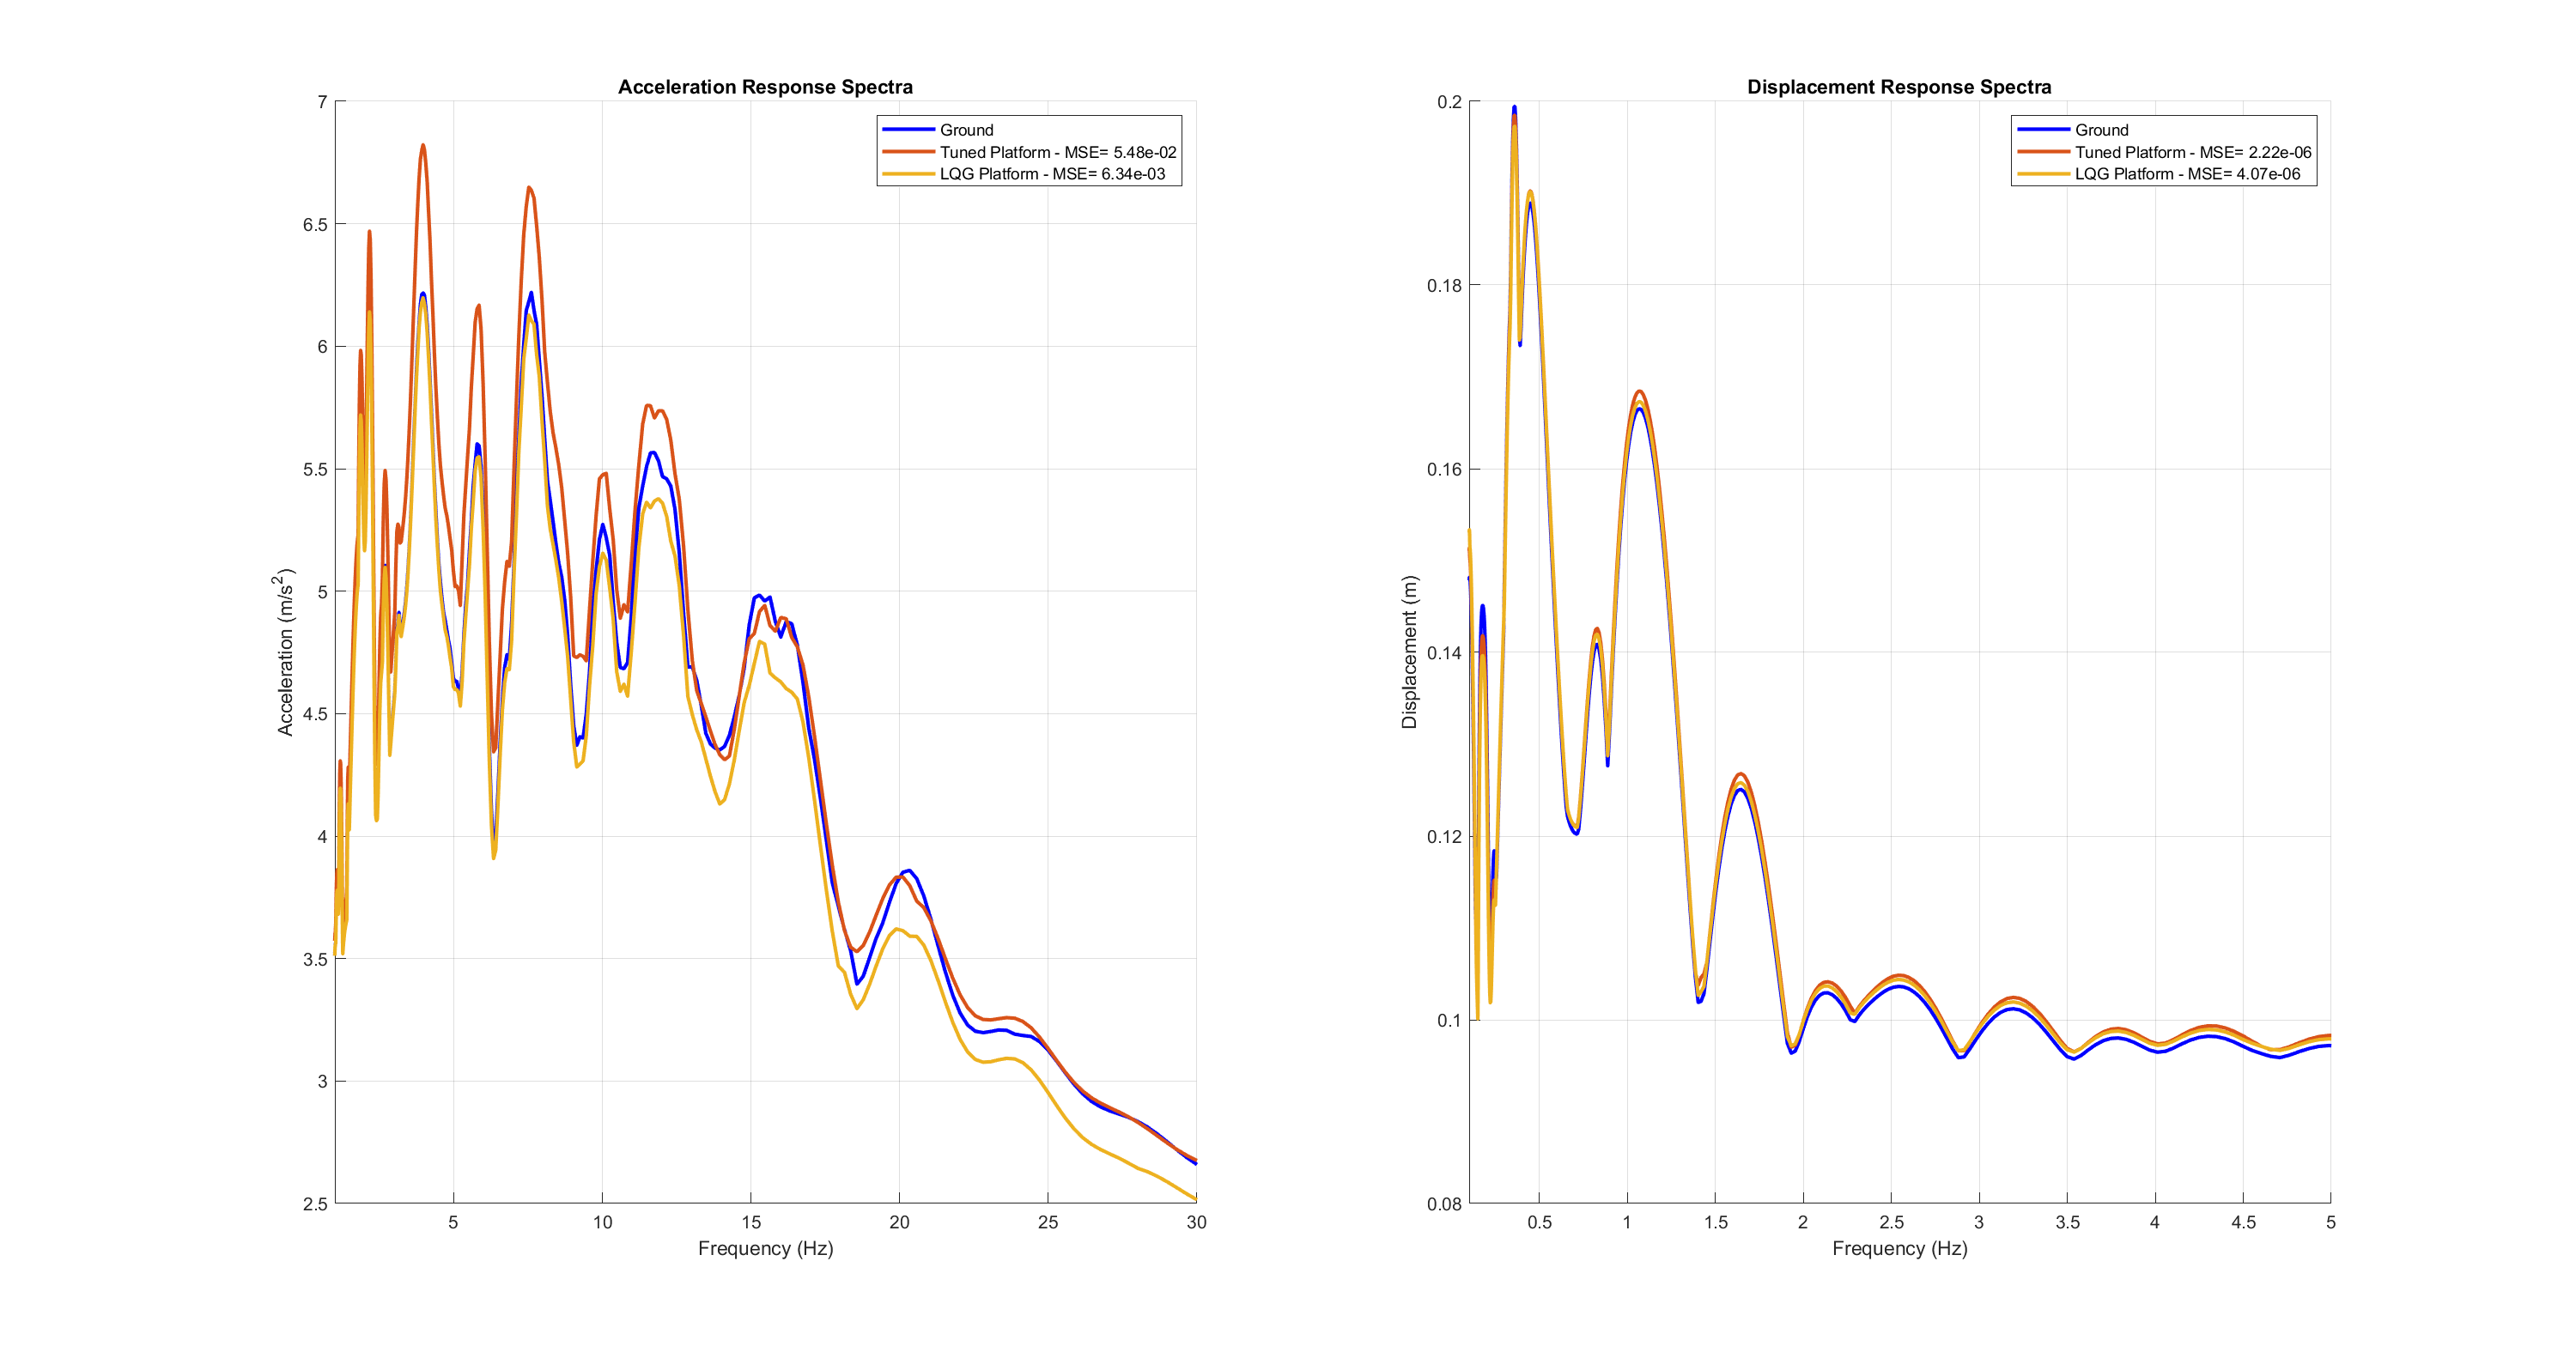 Acceleration Response Spectra
7
6.5
6
5.5
5
4.5
4
3.5
3
2.5
Acceleration (m/s²)
Ground
Tuned Platform - MSE= 5.48e-02
LQG Platform - MSE= 6.34e-03
5
10
15
20
25
30
Frequency (Hz)
Displacement Response Spectra
0.2
0.18
0.16
0.14
0.12
0.1
0.08
Displacement (m)
Ground
Tuned Platform - MSE= 2.22e-06
LQG Platform - MSE= 4.07e-06
0.5
1
1.5
2
2.5
3
3.5
4
4.5
5
Frequency (Hz)